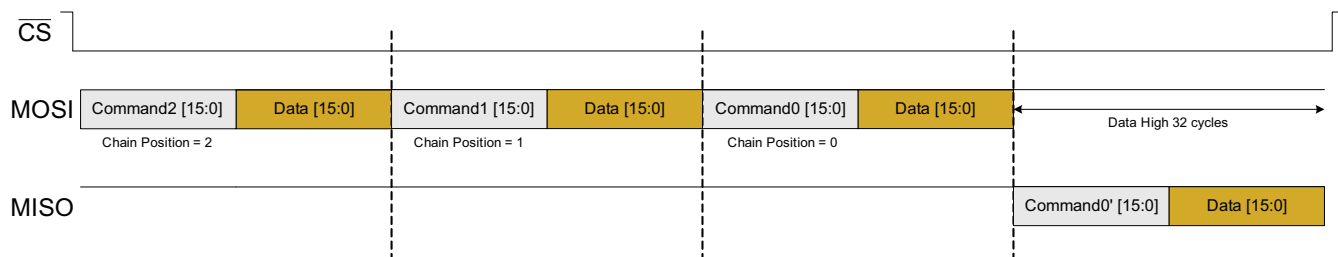 CS
MOSI Command2 [15:0] Data [15:0] Command1 [15:0] Data [15:0] Command0 [15:0] Data [15:0]
Data High 32 cycles
Chain Position = 2 Chain Position = 1 Chain Position = 0
MISO Command0' [15:0] Data [15:0]